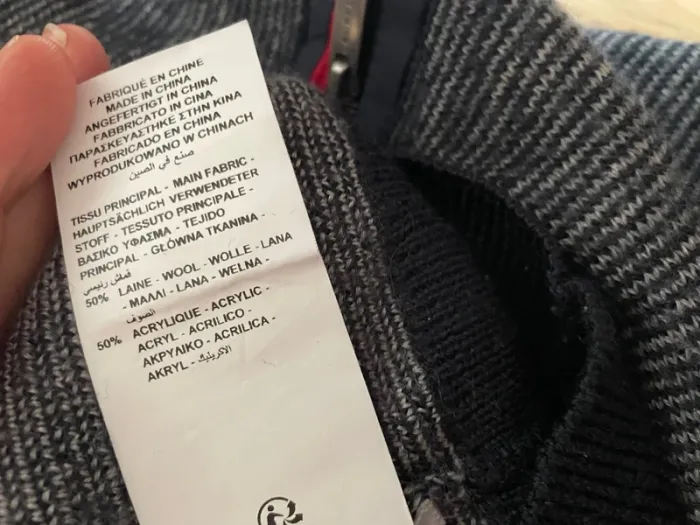 FABRIQUÉ EN CHINE
MADE IN CHINA
ANGEFERTIGT IN CHINA
FABBRICATO IN CINA
ΠΑΡΑΣΚΕΥΑΣΤΗΚΕ ΣΤΗΝ ΚΙΝΑ
FABRICADO EN CHINA
WYPRODUKOWANO W CHINACH
صنع في الصين
TISSU PRINCIPAL - MAIN FABRIC -
HAUPTSÄCHLICH VERWENDETER
STOFF - TESSUTO PRINCIPALE -
ΒΑΣΙΚΟ ΥΦΑΣΜΑ - TEJIDO
PRINCIPAL - GŁÓWNA TKANINA -
قماش رئيسي
50% LAINE - WOOL - WOLLE - LANA
- ΜΑΛΛΙ - LANA - WEŁNA -
الصوف
50% ACRYLIQUE - ACRYLIC -
ACRYL - ACRILICO -
ΑΚΡΥΛΙΚΟ - ACRILICA -
AKRYL - الاكريليك